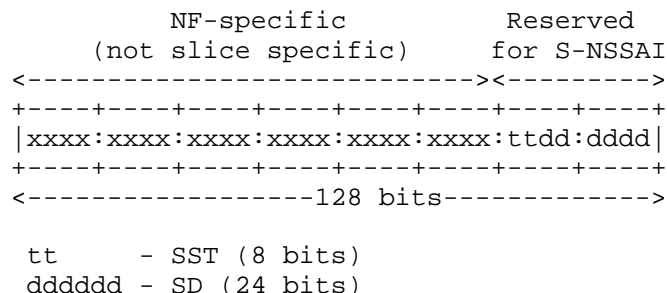 NF-specific          Reserved
     (not slice specific)     for S-NSSAI
<-----------------------------><--------->
+----+----+----+----+----+----+----+----+
|xxxx:xxxx:xxxx:xxxx:xxxx:xxxx:ttdd:dddd|
+----+----+----+----+----+----+----+----+
<-------------------128 bits------------->
 tt     - SST (8 bits)
 dddddd - SD (24 bits)